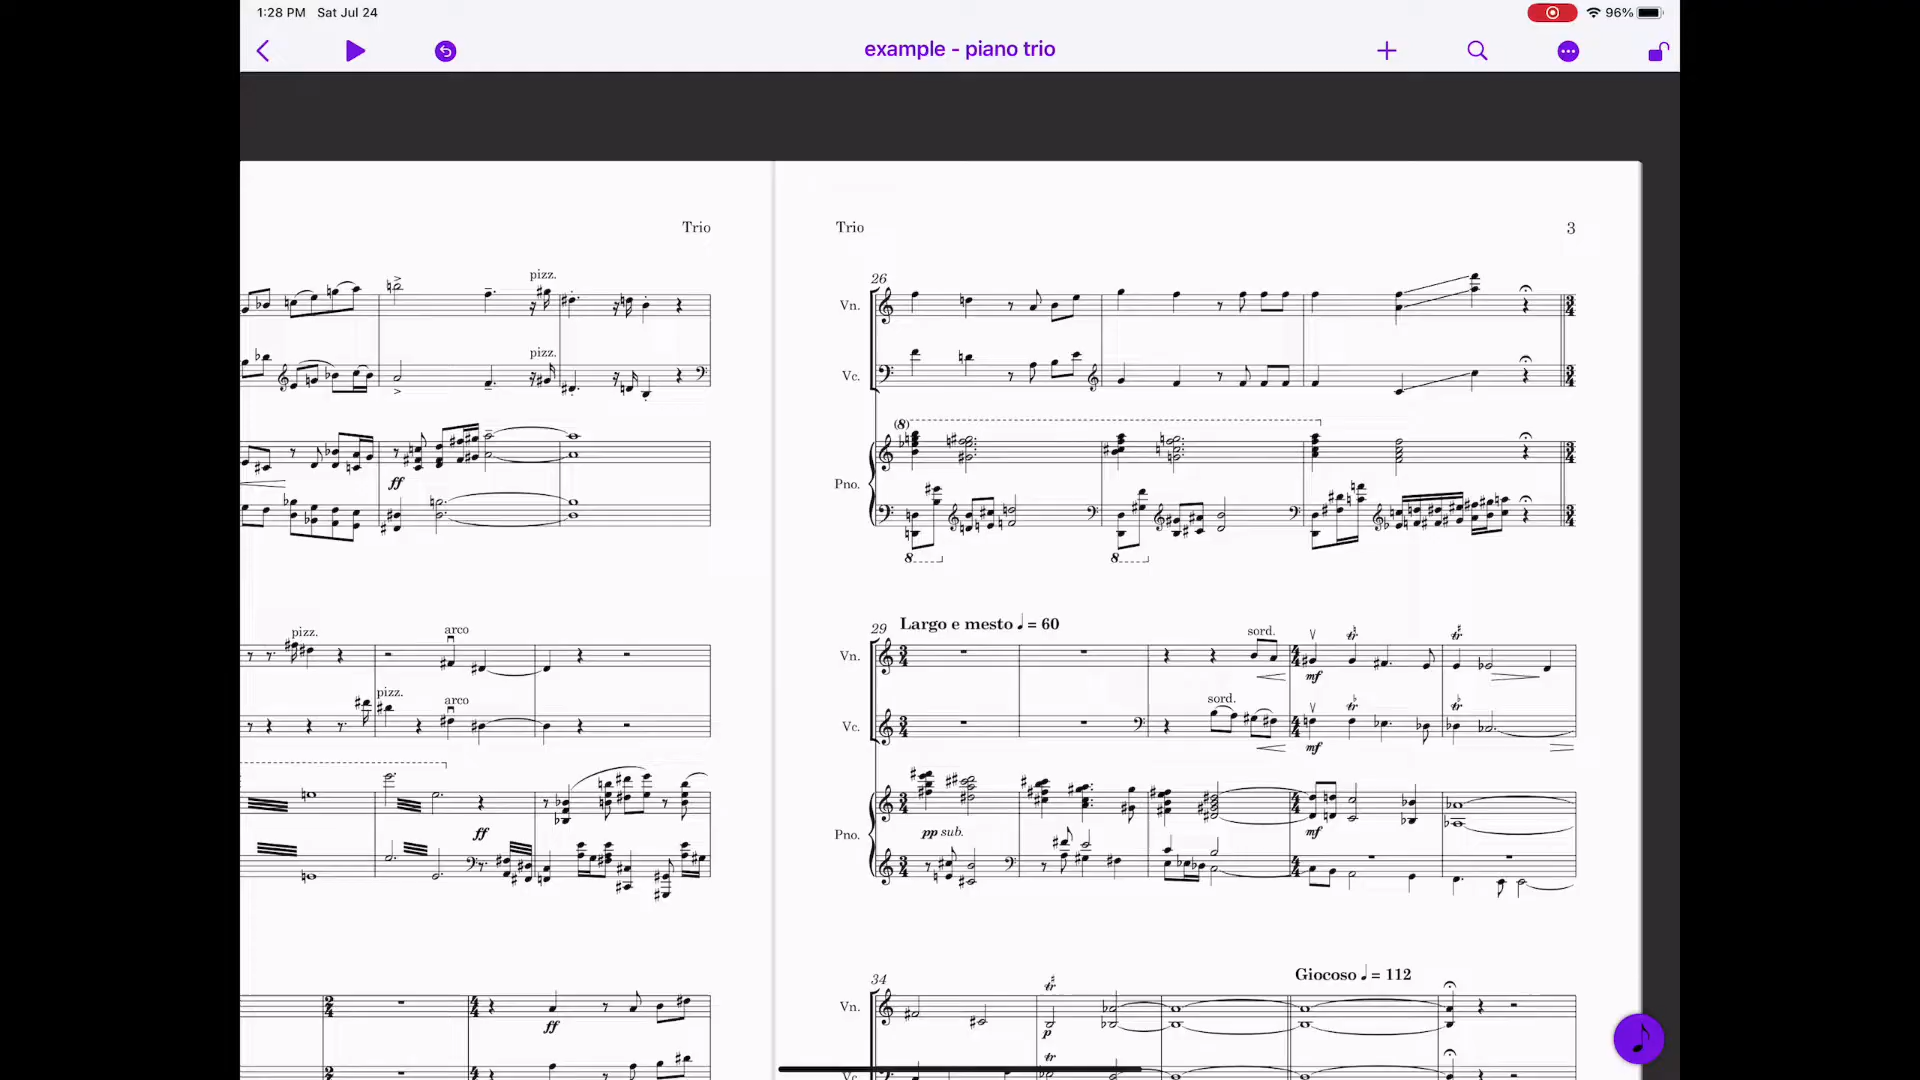 1:28 PM Sat Jul 24
96%
example - piano trio
Trio
pizz.
pizz.
ff
pizz.
arco
pizz.
arco
ff
ff
Trio
3
26
Vn.
Vc.
(8)
Pno.
8
8
29
Largo e mesto ♩ = 60
sord.
Vn.
mf
sord.
Vc.
mf
pp sub.
mf
Pno.
34
Giocoso ♩ = 112
Vn.
p
Vc.